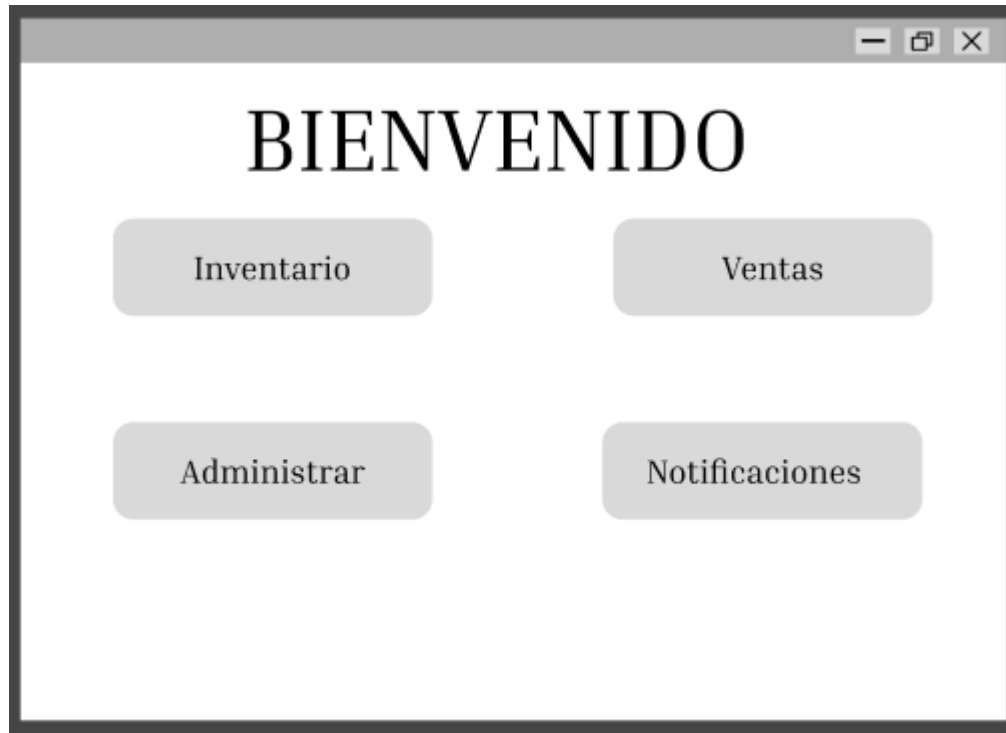 BIENVENIDO
Inventario
Ventas
Administrar
Notificaciones